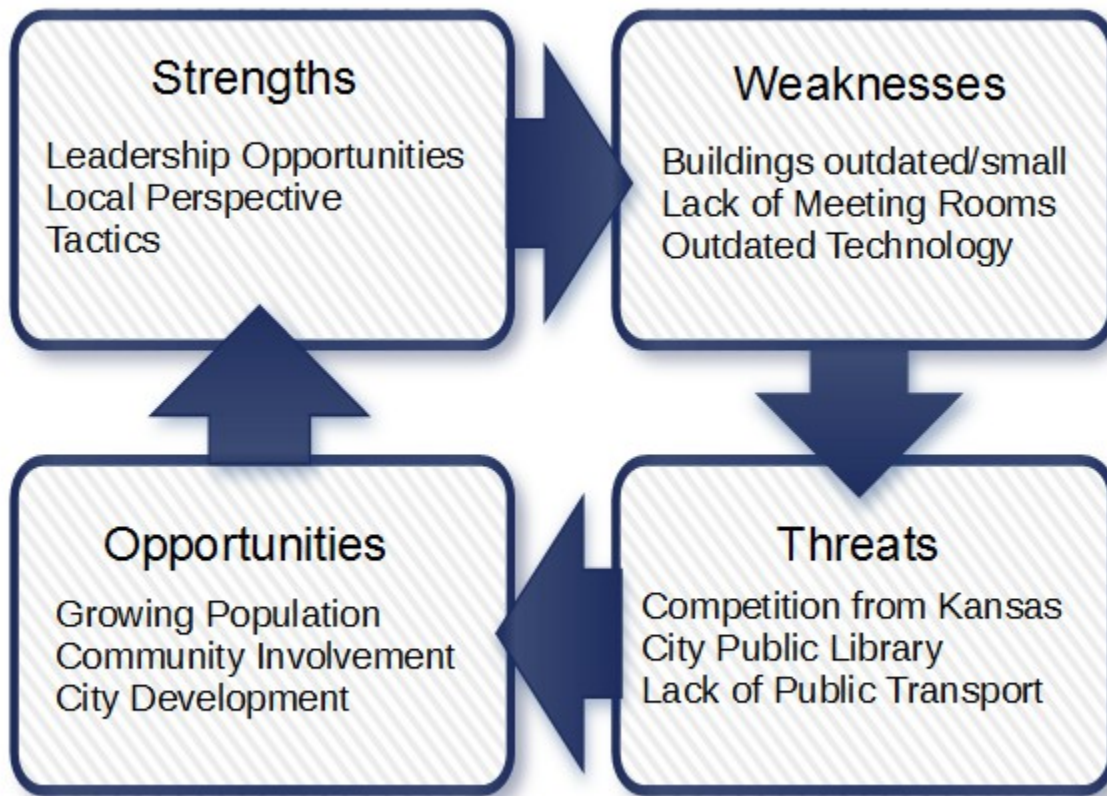 Strengths
Leadership Opportunities
Local Perspective
Tactics
Weaknesses
Buildings outdated/small
Lack of Meeting Rooms
Outdated Technology
Opportunities
Growing Population
Community Involvement
City Development
Threats
Competition from Kansas
City Public Library
Lack of Public Transport